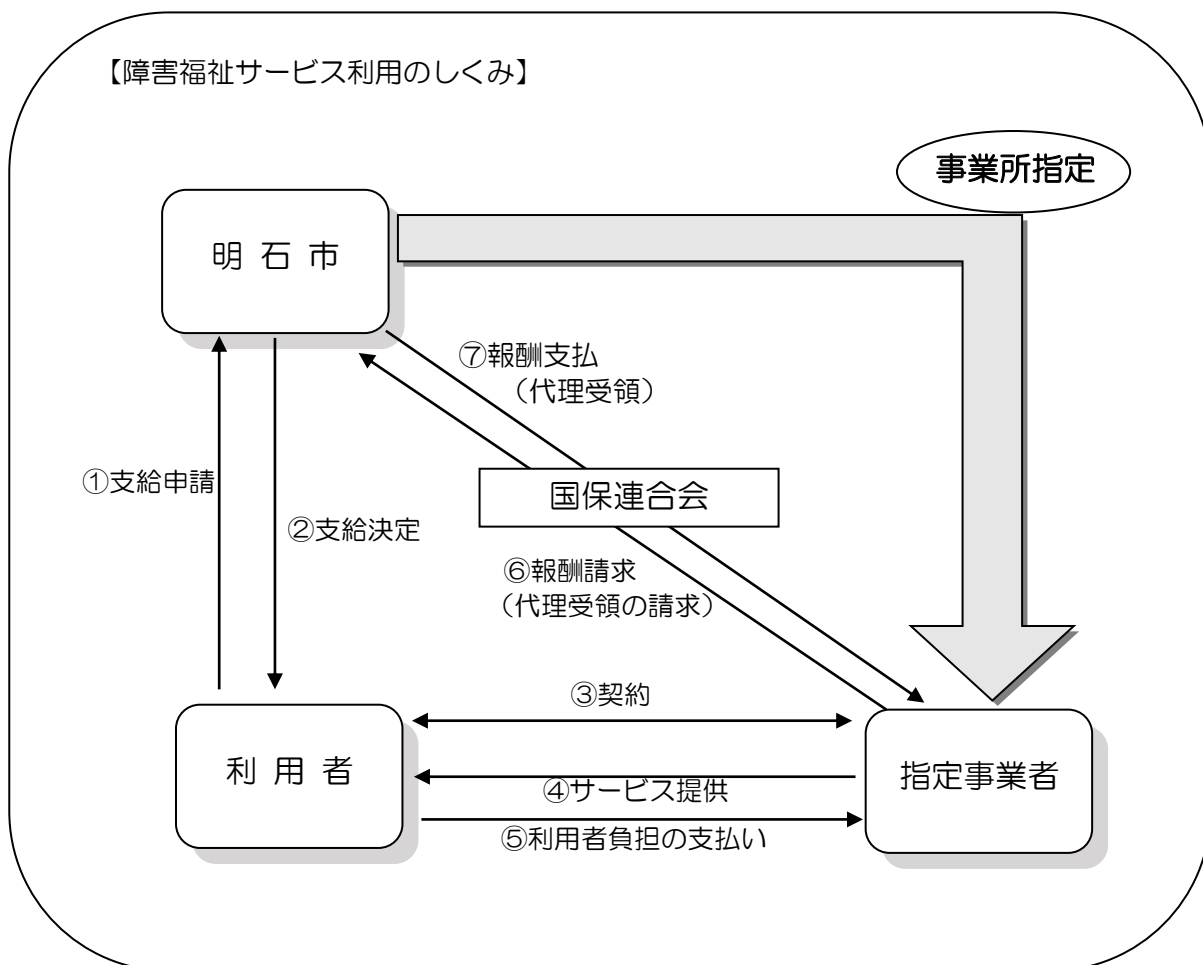 【障害福祉サービス利用のしくみ】
事業所指定
明 石 市
⑦報酬支払
（代理受領）
①支給申請
国保連合会
②支給決定
⑥報酬請求
（代理受領の請求）
③契約
利 用 者
指定事業者
④サービス提供
⑤利用者負担の支払い